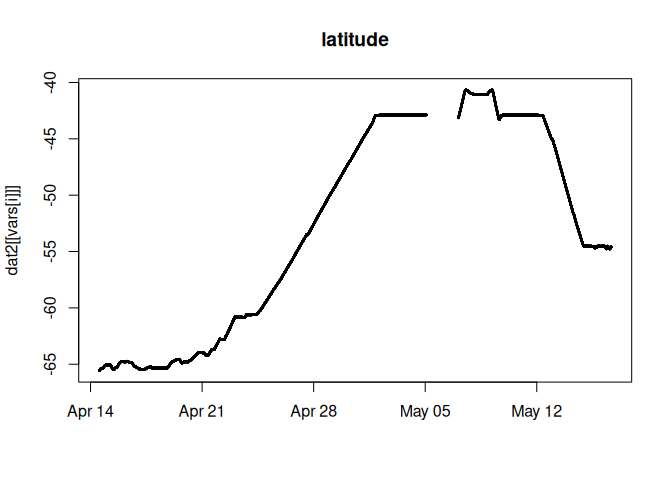 latitude
dat2[[vars[i]]]
-40
-45
-50
-55
-60
-65
Apr 14
Apr 21
Apr 28
May 05
May 12